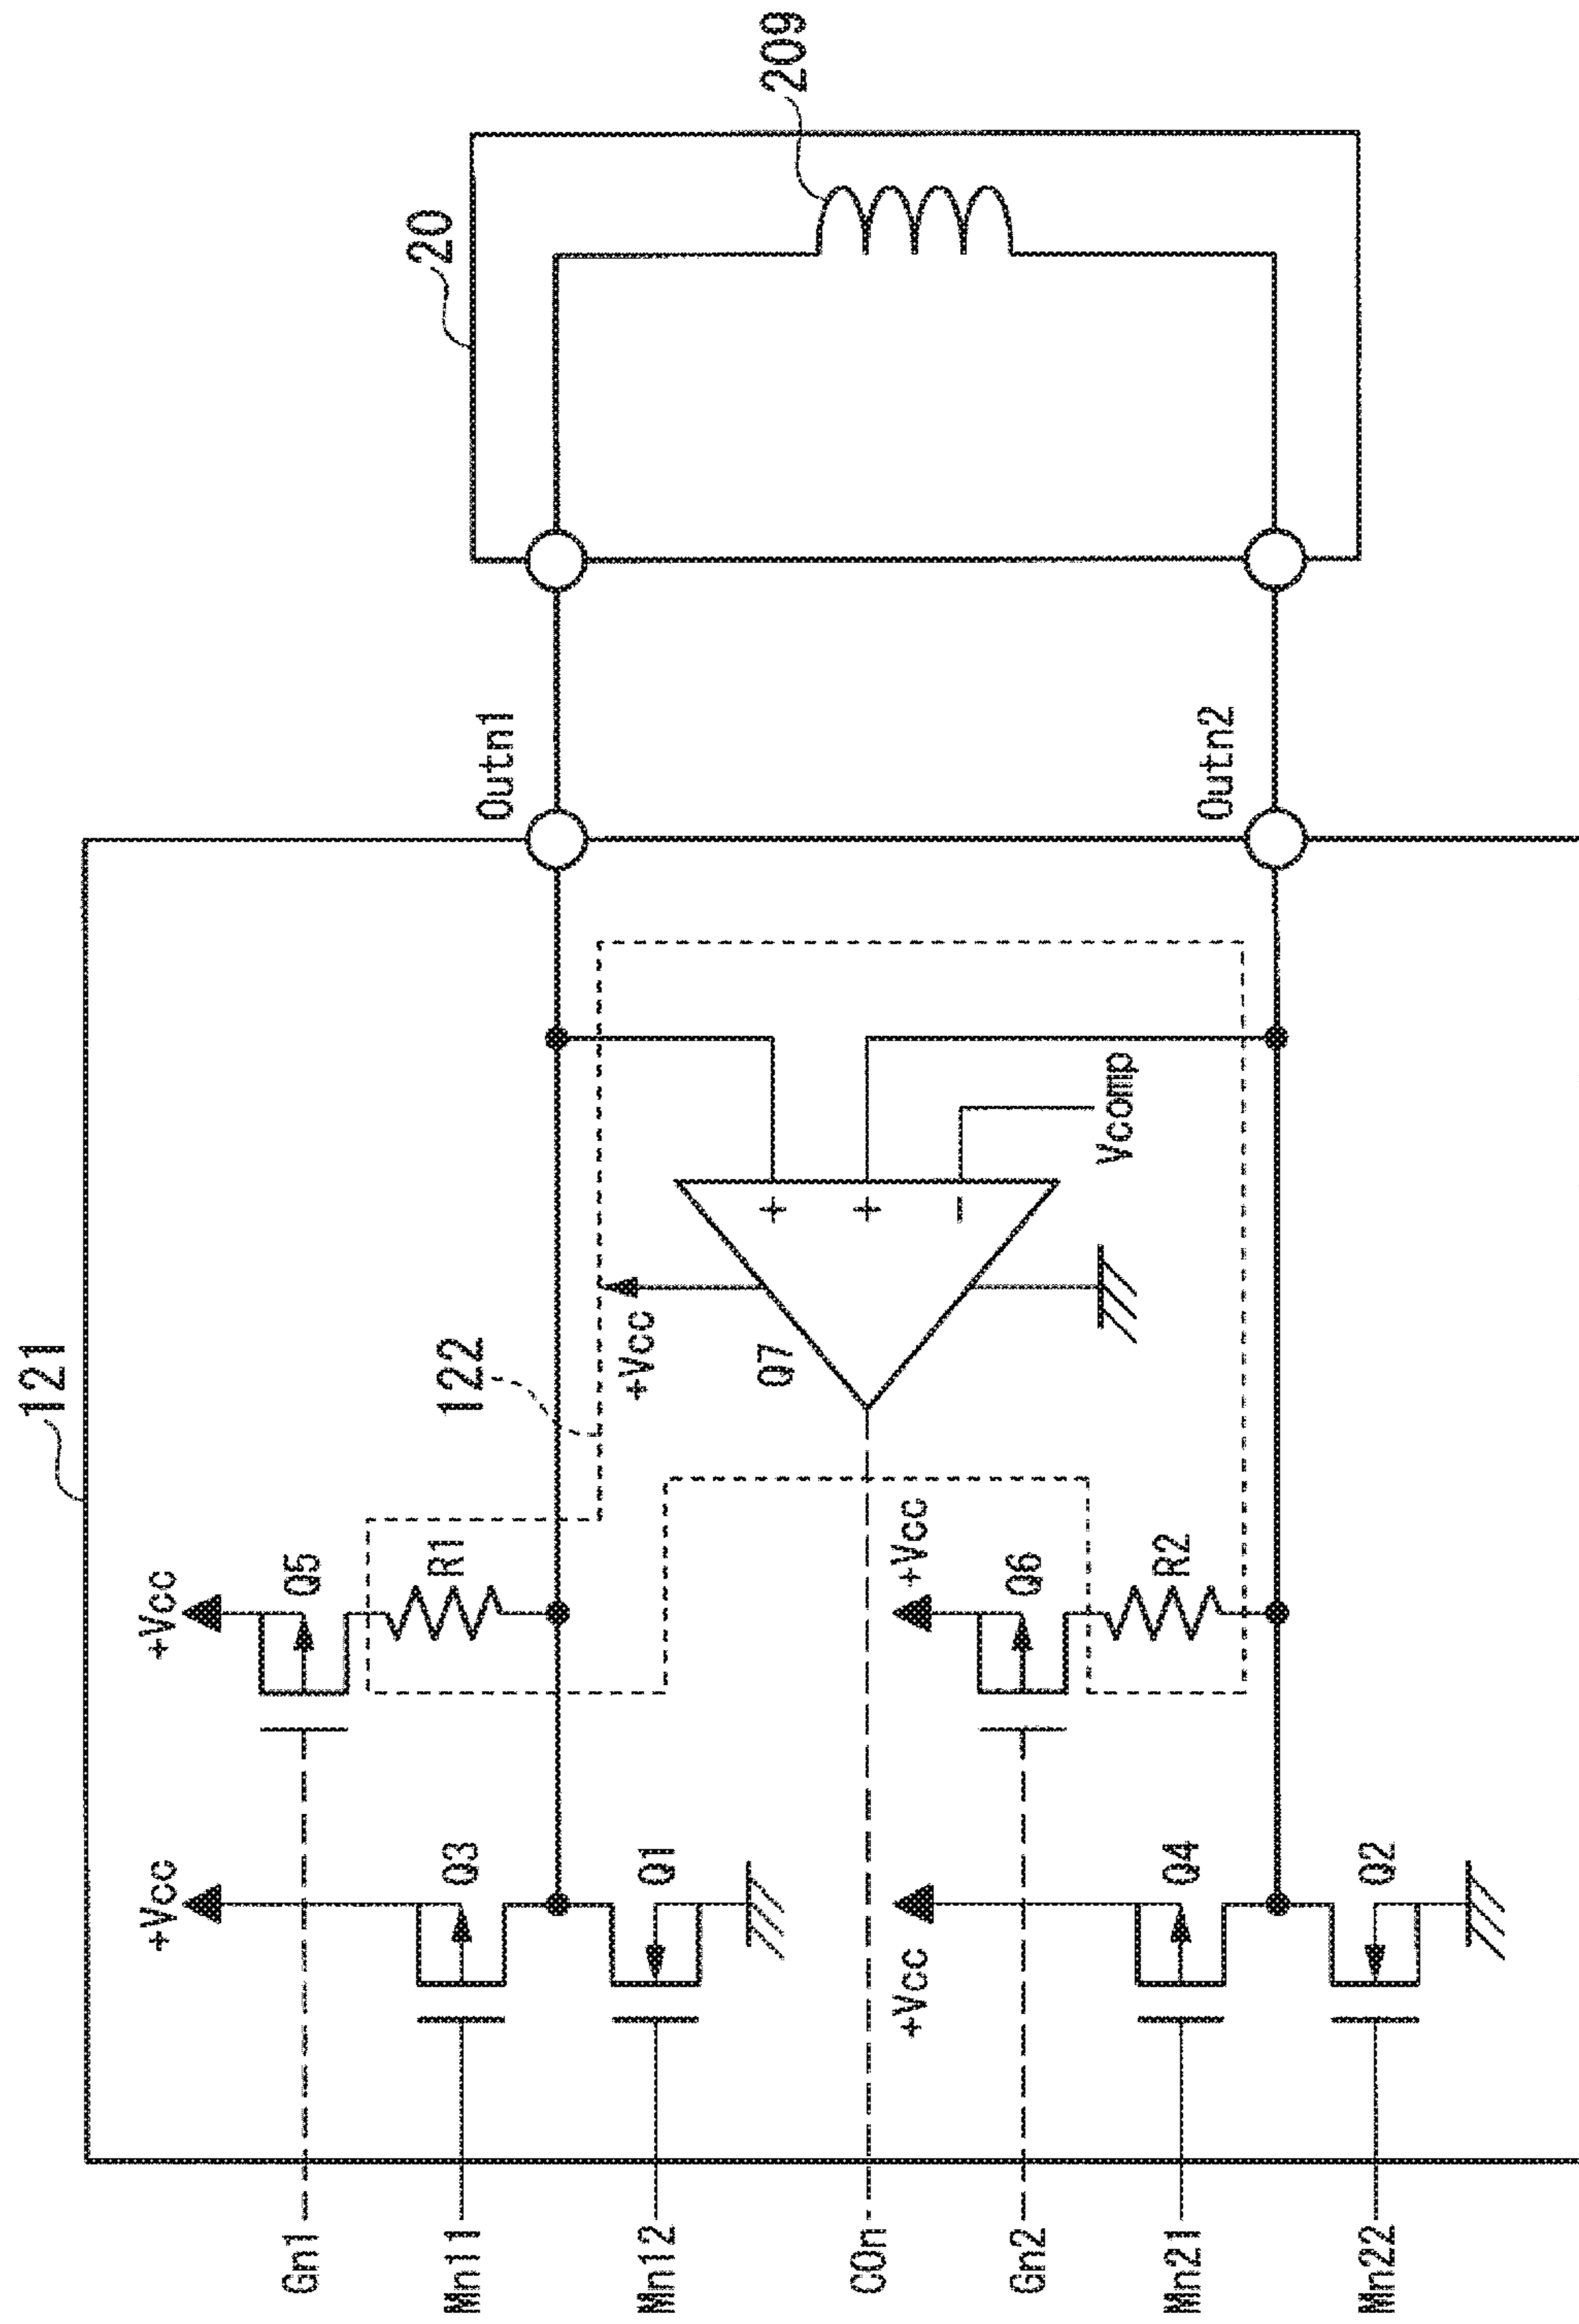 121
20
209
122
Outn1
Outn2
+Vcc
+Vcc
Q5
R1
Q3
Q1
+Vcc
Q7
Vcomp
+
+
−
+Vcc
+Vcc
Q6
R2
Q4
Q2
Gn1
Mn11
Mn12
COn
Gn2
Mn21
Mn22